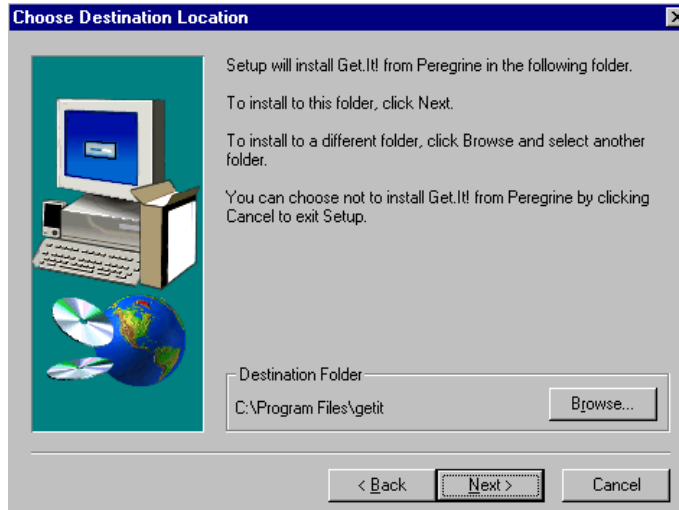 Choose Destination Location
Setup will install Get.It! from Peregrine in the following folder.
To install to this folder, click Next.
To install to a different folder, click Browse and select another
folder.
You can choose not to install Get.It! from Peregrine by clicking
Cancel to exit Setup.
Destination Folder
C:\Program Files\getit
Browse...
< Back
Next >
Cancel